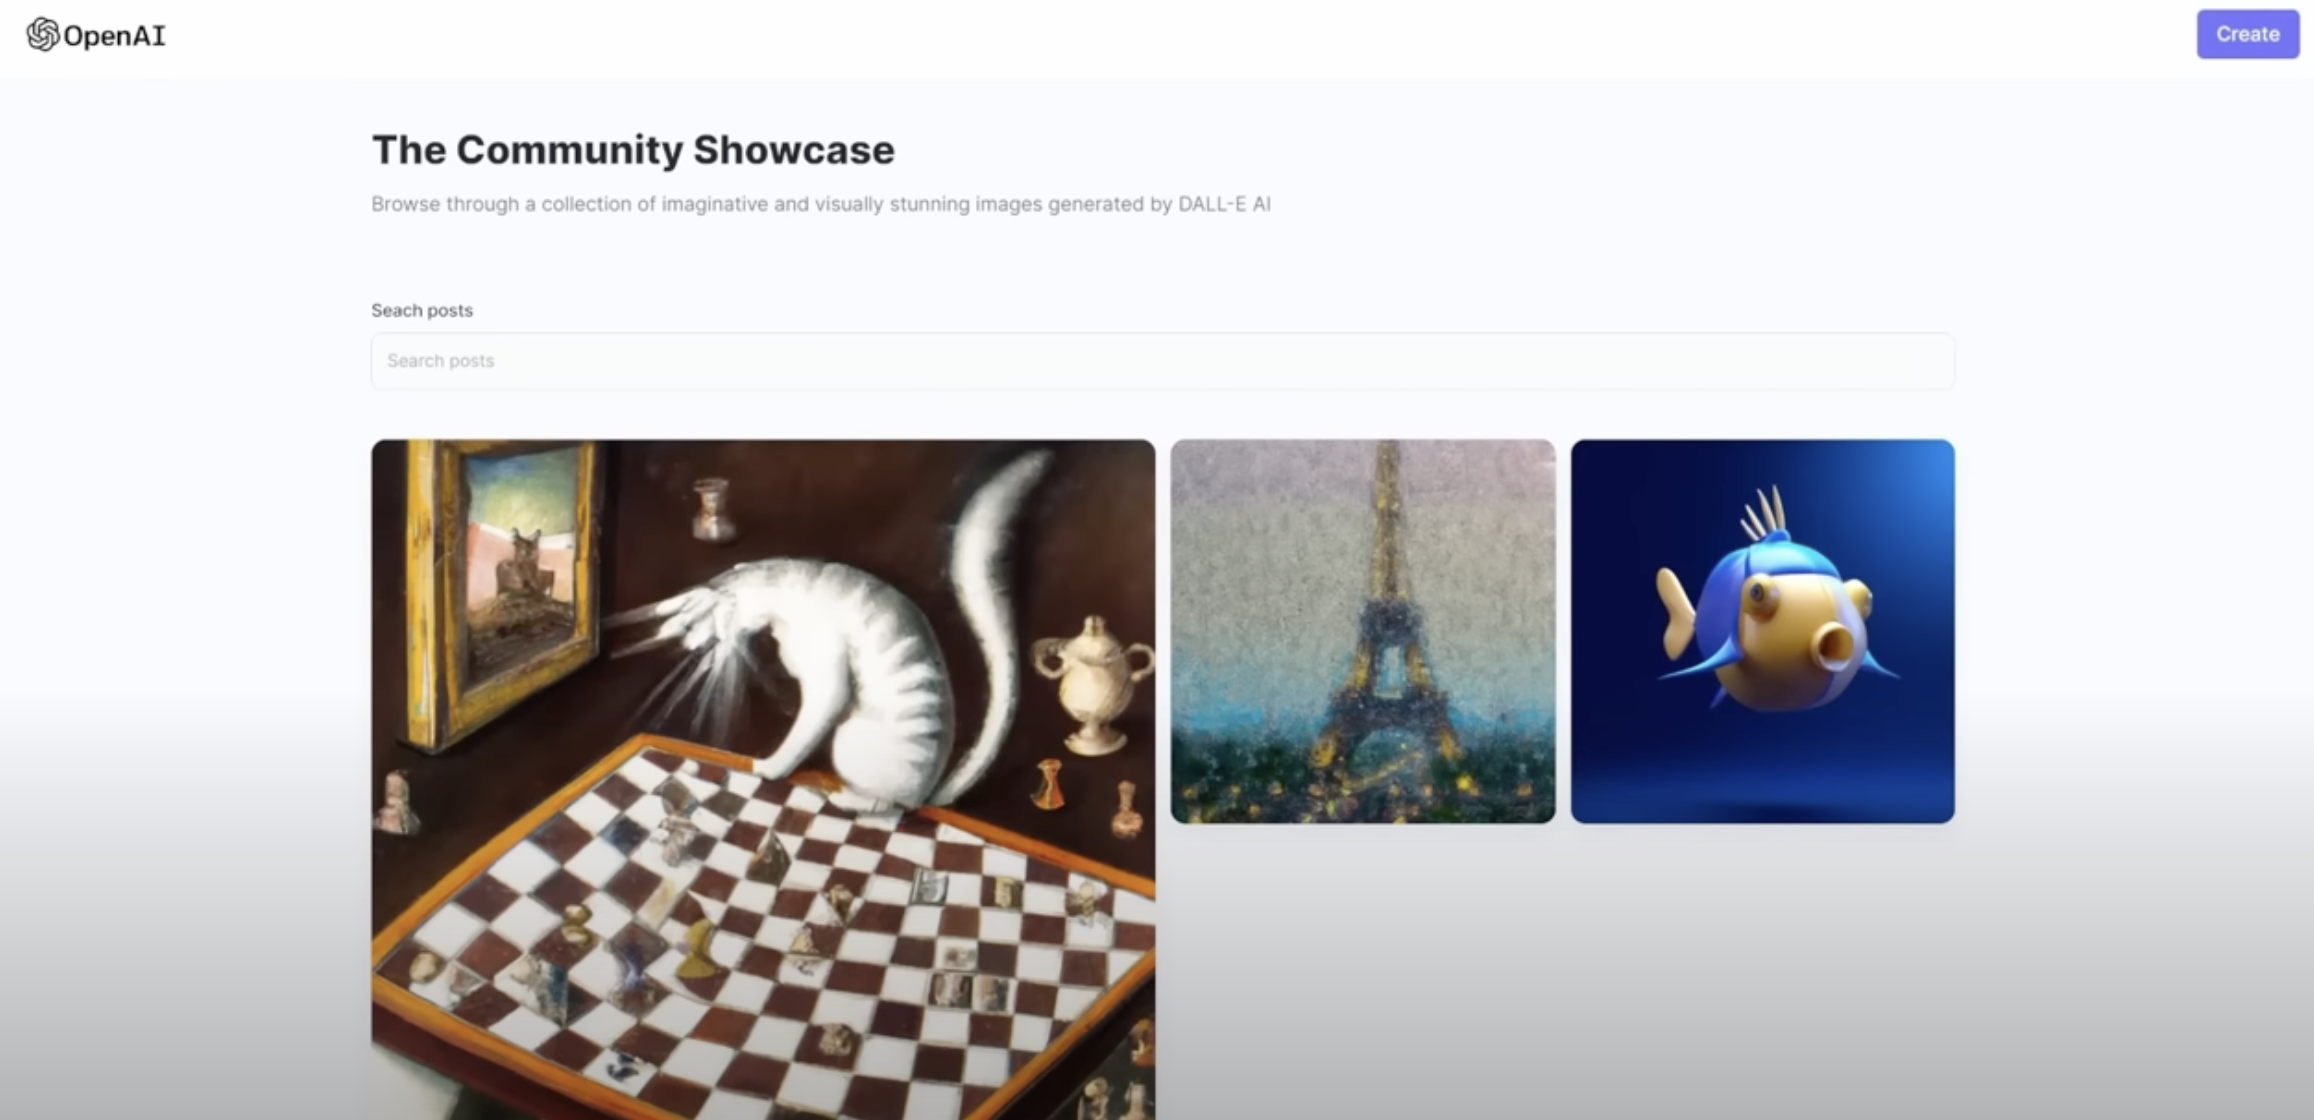 OpenAI
Create
The Community Showcase
Browse through a collection of imaginative and visually stunning images generated by DALL-E AI
Seach posts
Search posts